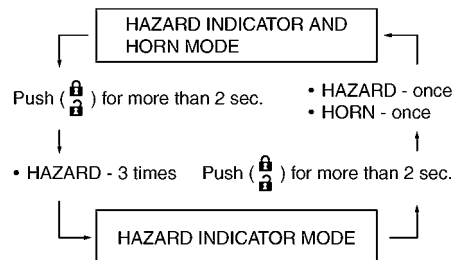 HAZARD INDICATOR AND
HORN MODE
Push ( ) for more than 2 sec.
• HAZARD - once
• HORN - once
• HAZARD - 3 times
Push ( ) for more than 2 sec.
HAZARD INDICATOR MODE